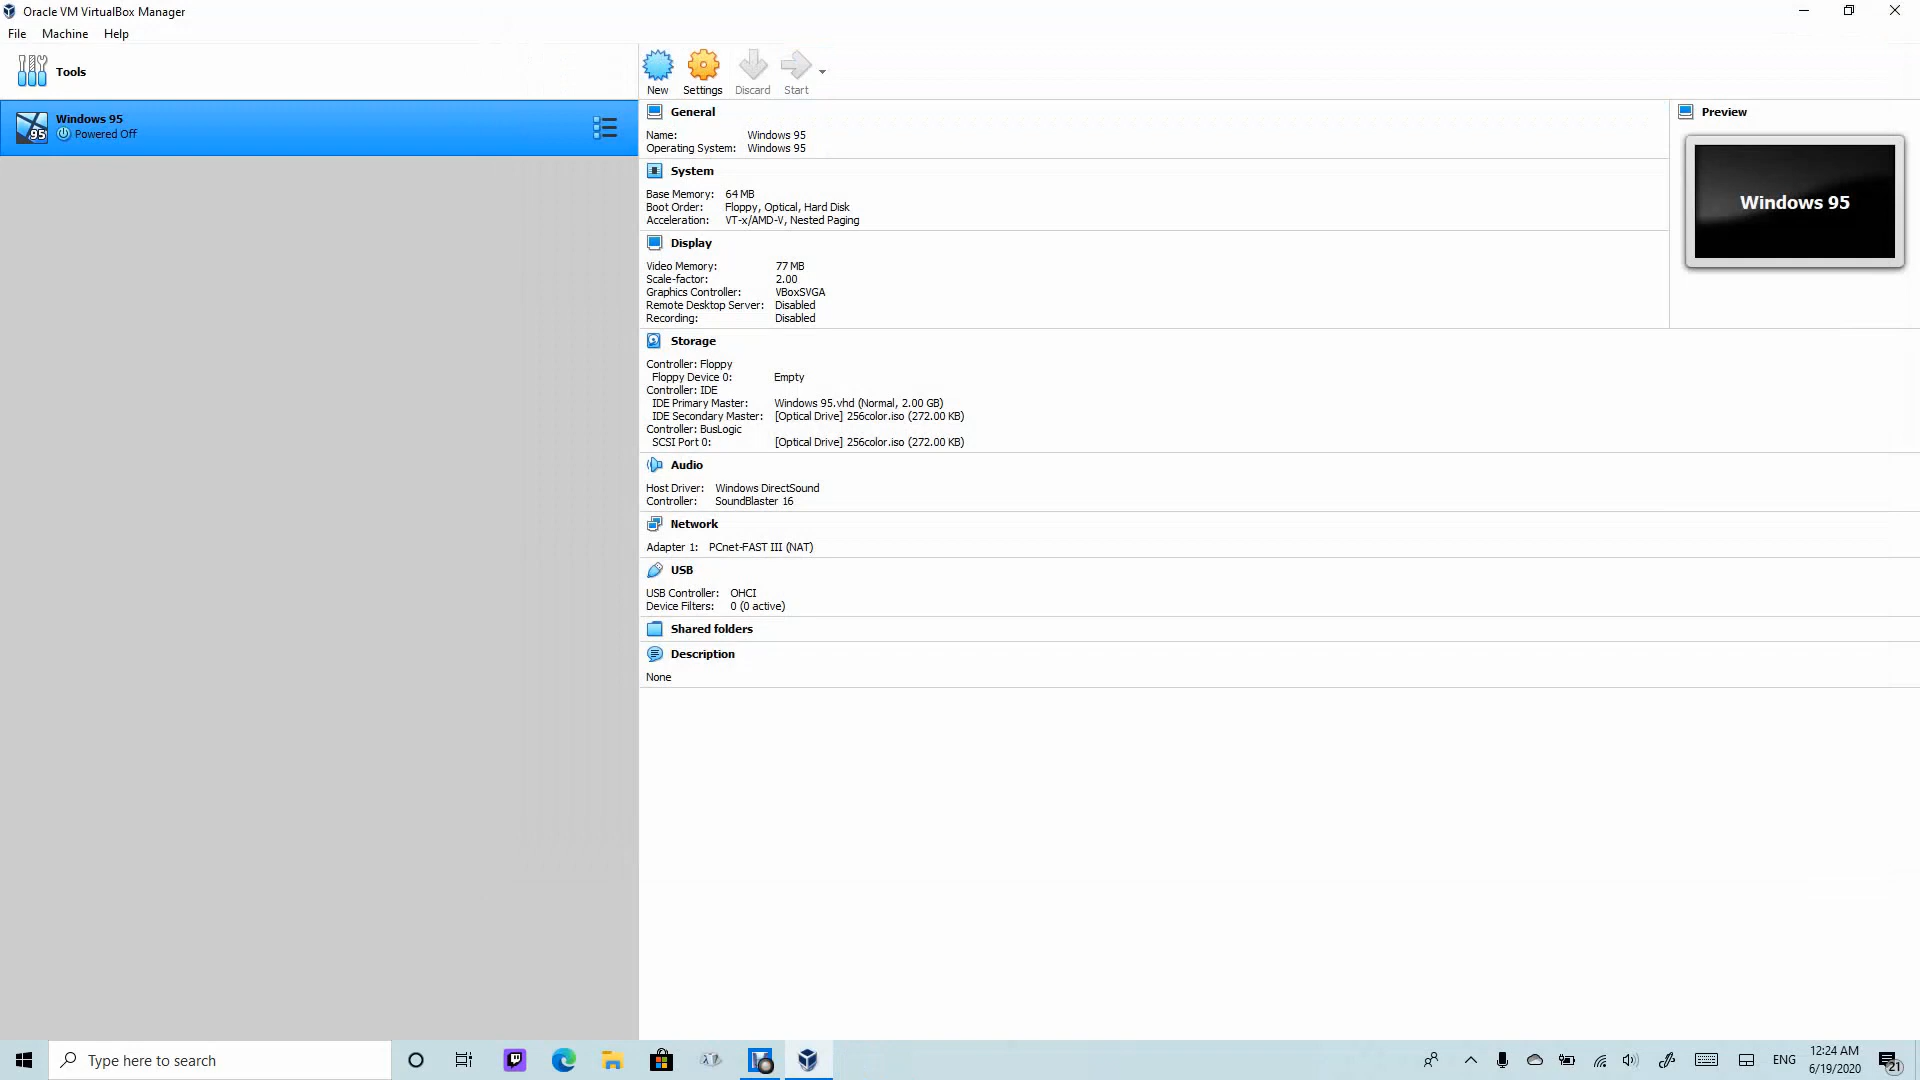 Oracle VM VirtualBox Manager
File Machine Help
Tools
New Settings Discard Start
Windows 95
Powered Off
95
General
Name: Windows 95
Operating System: Windows 95
Preview
Windows 95
System
Base Memory: 64 MB
Boot Order: Floppy, Optical, Hard Disk
Acceleration: VT-x/AMD-V, Nested Paging
Display
Video Memory: 77 MB
Scale-factor: 2.00
Graphics Controller: VBoxSVGA
Remote Desktop Server: Disabled
Recording: Disabled
Storage
Controller: Floppy
Floppy Device 0: Empty
Controller: IDE
IDE Primary Master: Windows 95.vhd (Normal, 2.00 GB)
IDE Secondary Master: [Optical Drive] 256color.iso (272.00 KB)
Controller: BusLogic
SCSI Port 0: [Optical Drive] 256color.iso (272.00 KB)
Audio
Host Driver: Windows DirectSound
Controller: SoundBlaster 16
Network
Adapter 1: PCnet-FAST III (NAT)
USB
USB Controller: OHCI
Device Filters: 0 (0 active)
Shared folders
Description
None
Type here to search
ENG
12:24 AM
6/19/2020
21